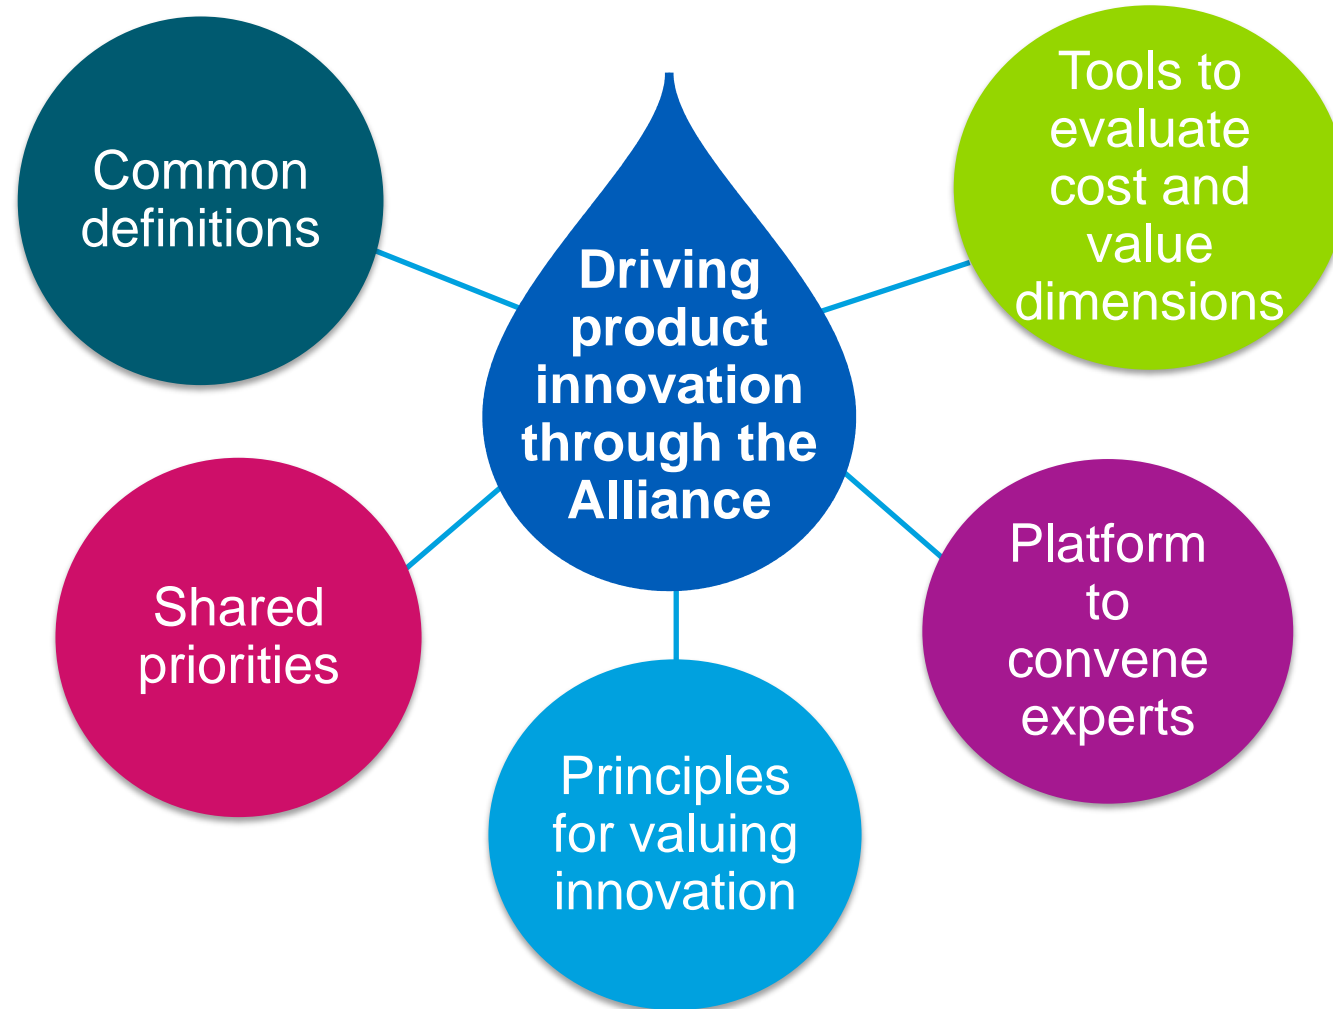 Common
definitions
Driving
product
innovation
through the
Alliance
Tools to
evaluate
cost and
value
dimensions
Shared
priorities
Principles
for valuing
innovation
Platform
to
convene
experts